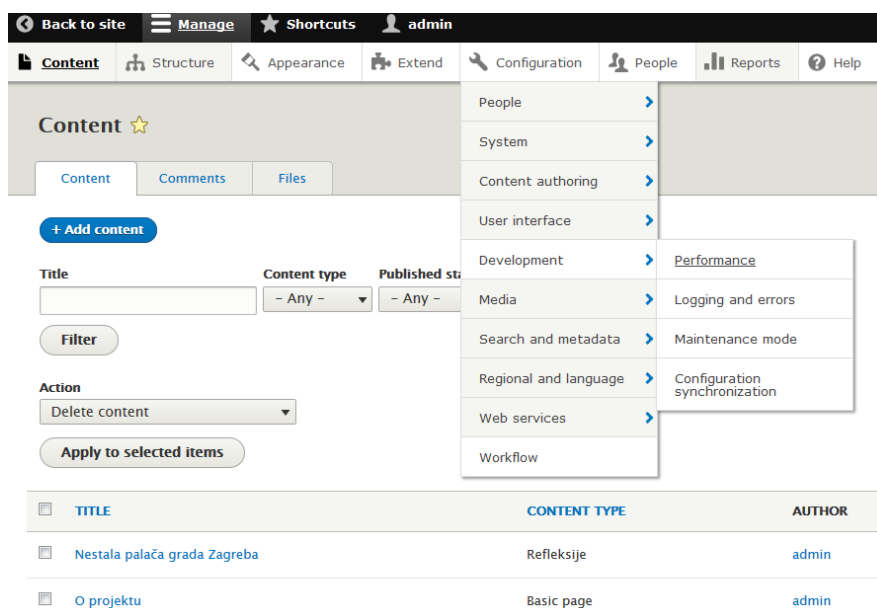 Back to site Manage Shortcuts admin
Content Structure Appearance Extend Configuration People Reports Help
Content
Content Comments Files
+ Add content
Title Content type Published sta
– Any – – Any –
Filter
Action
Delete content
Apply to selected items
People
System
Content authoring
User interface
Development
Media
Search and metadata
Regional and language
Web services
Workflow
Performance
Logging and errors
Maintenance mode
Configuration
synchronization
TITLE CONTENT TYPE AUTHOR
Nestala palača grada Zagreba Refleksije admin
O projektu Basic page admin